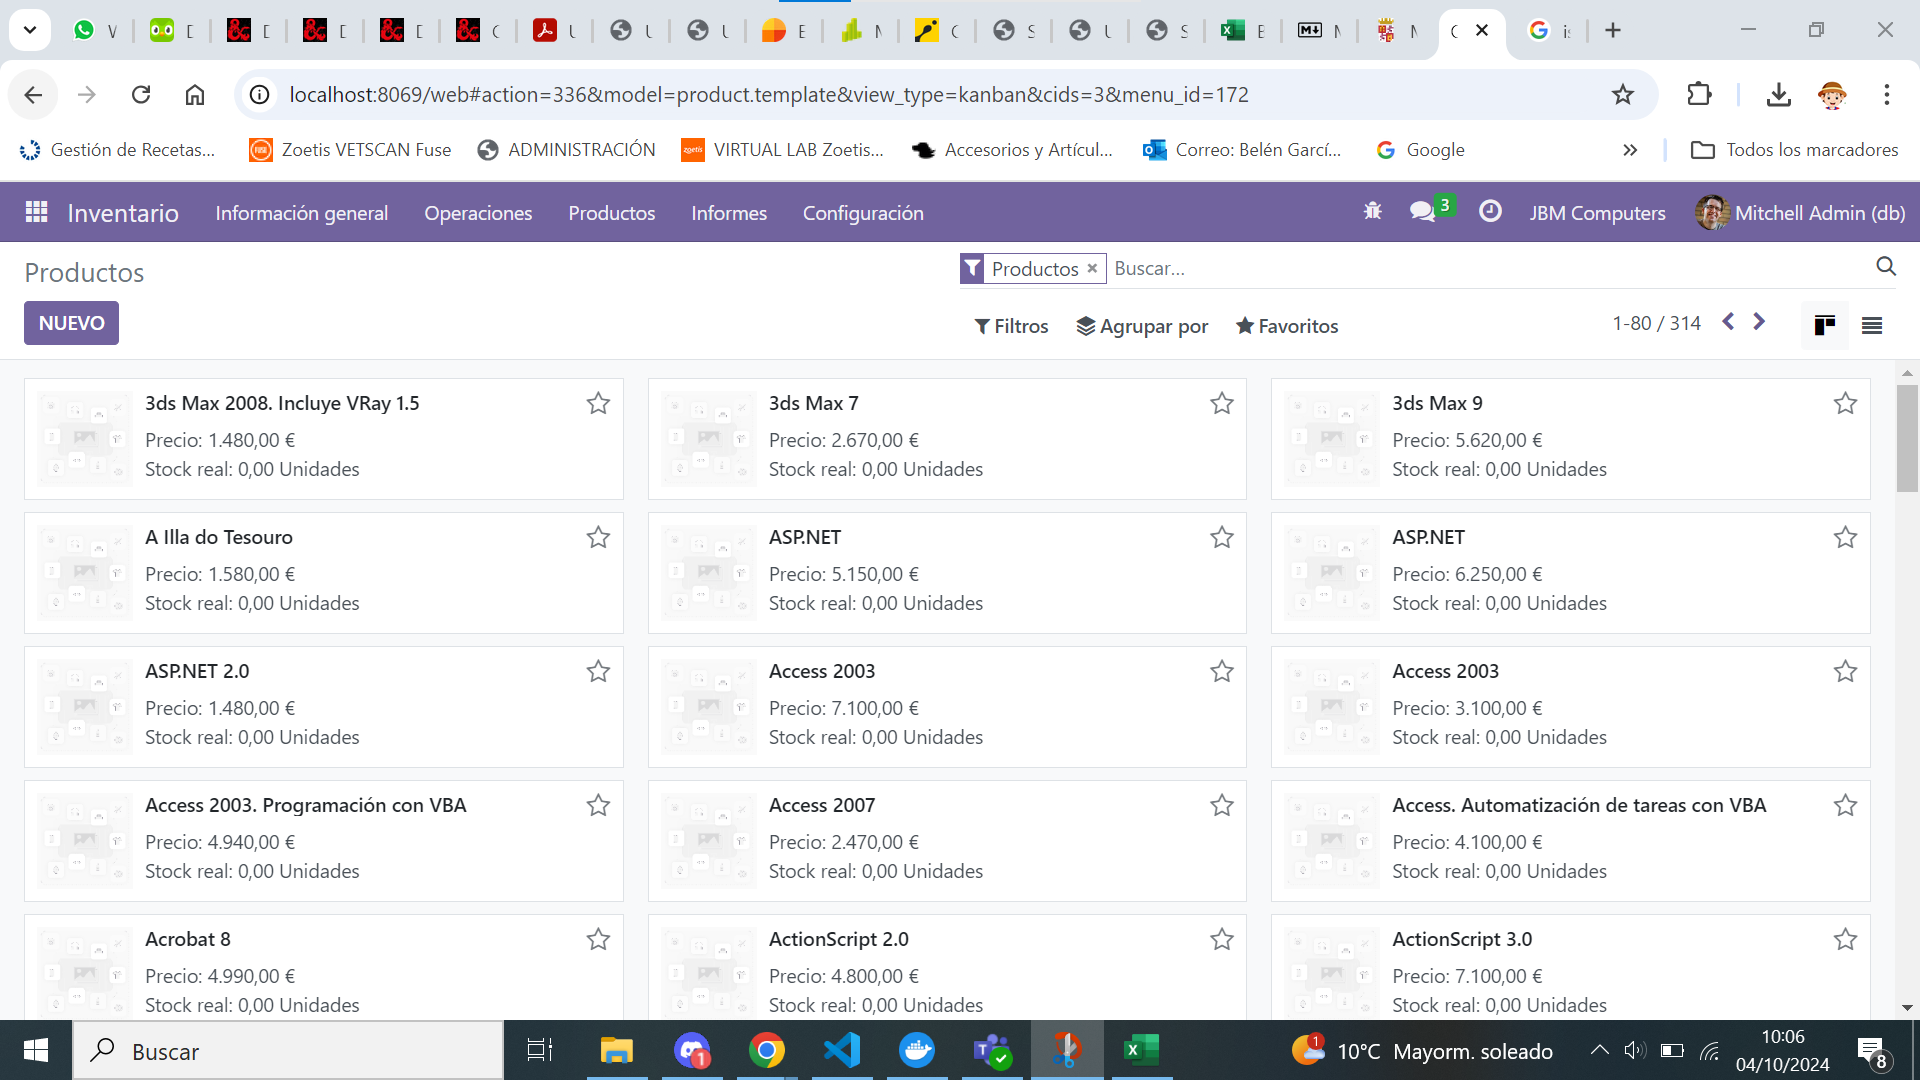 localhost:8069/web#action=336&model=product.template&view_type=kanban&cids=3&menu_id=172
Gestión de Recetas...
Zoetis VETSCAN Fuse
ADMINISTRACIÓN
VIRTUAL LAB Zoetis...
Accesorios y Artícul...
Correo: Belén Garcí...
Google
Todos los marcadores
Inventario
Información general
Operaciones
Productos
Informes
Configuración
3
JBM Computers
Mitchell Admin (db)
Productos
Productos
Buscar...
NUEVO
Filtros
Agrupar por
Favoritos
1-80 / 314
3ds Max 2008. Incluye VRay 1.5
Precio: 1.480,00 €
Stock real: 0,00 Unidades
3ds Max 7
Precio: 2.670,00 €
Stock real: 0,00 Unidades
3ds Max 9
Precio: 5.620,00 €
Stock real: 0,00 Unidades
A Illa do Tesouro
Precio: 1.580,00 €
Stock real: 0,00 Unidades
ASP.NET
Precio: 5.150,00 €
Stock real: 0,00 Unidades
ASP.NET
Precio: 6.250,00 €
Stock real: 0,00 Unidades
ASP.NET 2.0
Precio: 1.480,00 €
Stock real: 0,00 Unidades
Access 2003
Precio: 7.100,00 €
Stock real: 0,00 Unidades
Access 2003
Precio: 3.100,00 €
Stock real: 0,00 Unidades
Access 2003. Programación con VBA
Precio: 4.940,00 €
Stock real: 0,00 Unidades
Access 2007
Precio: 2.470,00 €
Stock real: 0,00 Unidades
Access. Automatización de tareas con VBA
Precio: 4.100,00 €
Stock real: 0,00 Unidades
Acrobat 8
Precio: 4.990,00 €
Stock real: 0,00 Unidades
ActionScript 2.0
Precio: 4.800,00 €
Stock real: 0,00 Unidades
ActionScript 3.0
Precio: 7.100,00 €
Stock real: 0,00 Unidades
Buscar
1
1
10°C Mayorm. soleado
10:06
04/10/2024
8